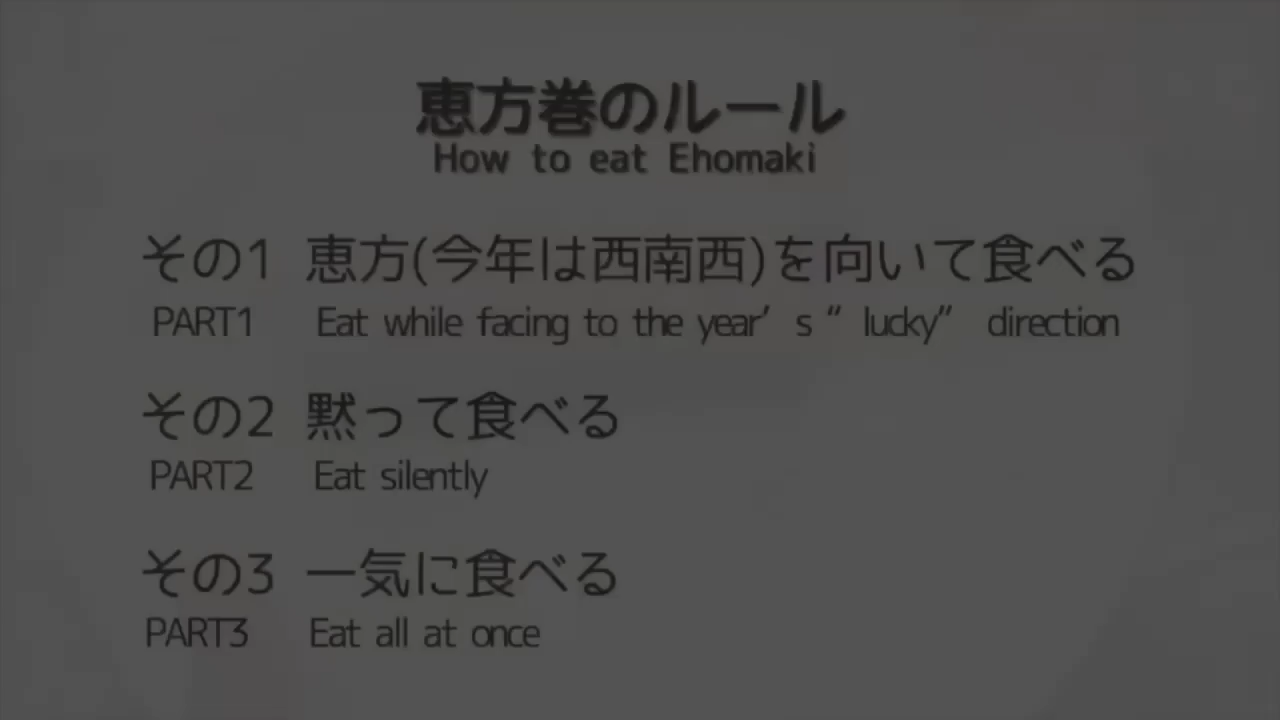 恵方巻のルール
How to eat Ehomaki
その1 恵方(今年は西南西)を向いて食べる
PART1 Eat while facing to the year’s “lucky” direction
その2 黙って食べる
PART2 Eat silently
その3 一気に食べる
PART3 Eat all at once